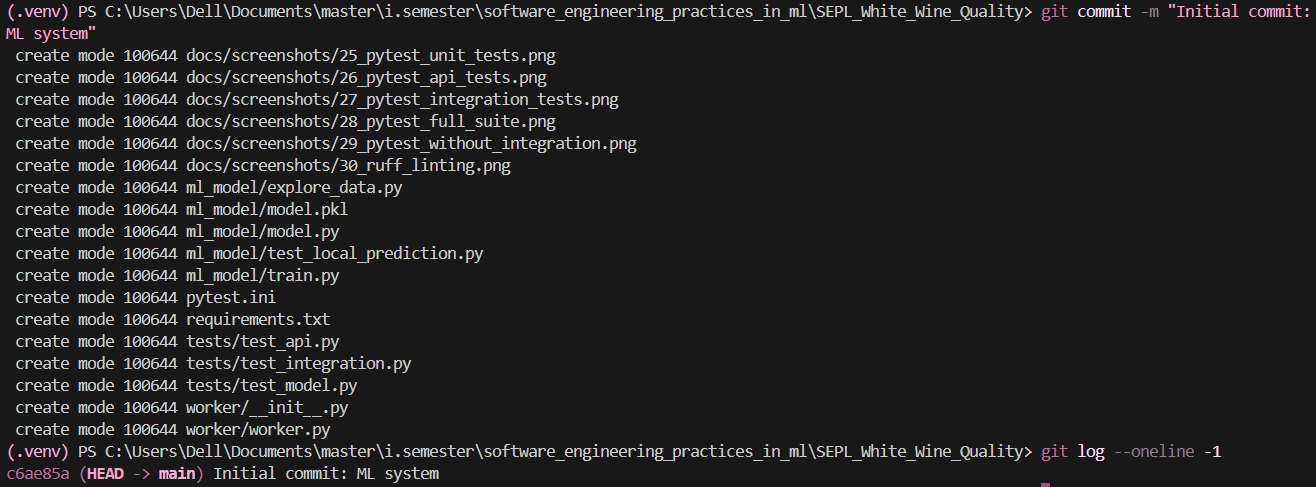 (.venv) PS C:\Users\Dell\Documents\master\i.semester\software_engineering_practices_in_ml\SEPL_White_Wine_Quality> git commit -m "Initial commit:
ML system"
 create mode 100644 docs/screenshots/25_pytest_unit_tests.png
 create mode 100644 docs/screenshots/26_pytest_api_tests.png
 create mode 100644 docs/screenshots/27_pytest_integration_tests.png
 create mode 100644 docs/screenshots/28_pytest_full_suite.png
 create mode 100644 docs/screenshots/29_pytest_without_integration.png
 create mode 100644 docs/screenshots/30_ruff_linting.png
 create mode 100644 ml_model/explore_data.py
 create mode 100644 ml_model/model.pkl
 create mode 100644 ml_model/model.py
 create mode 100644 ml_model/test_local_prediction.py
 create mode 100644 ml_model/train.py
 create mode 100644 pytest.ini
 create mode 100644 requirements.txt
 create mode 100644 tests/test_api.py
 create mode 100644 tests/test_integration.py
 create mode 100644 tests/test_model.py
 create mode 100644 worker/__init__.py
 create mode 100644 worker/worker.py
(.venv) PS C:\Users\Dell\Documents\master\i.semester\software_engineering_practices_in_ml\SEPL_White_Wine_Quality> git log --oneline -1
c6ae85a (HEAD -> main) Initial commit: ML system